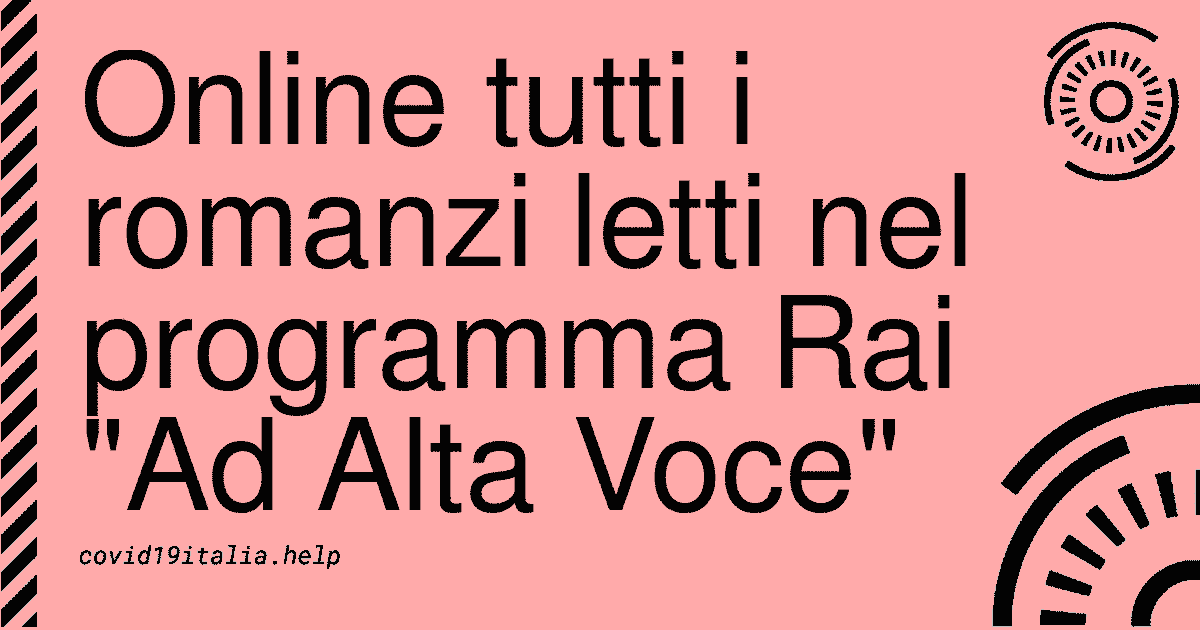 Online tutti i
romanzi letti nel
programma Rai
"Ad Alta Voce"
covid19italia.help